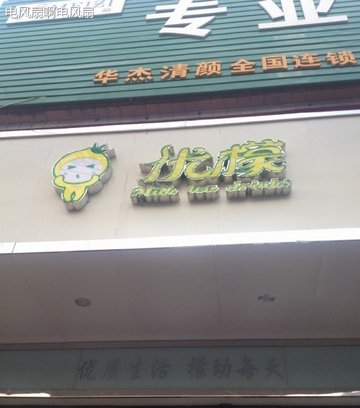 电风扇啊电风扇
专业
华杰清颜全国连锁
优檬
优质生活 檬动每天